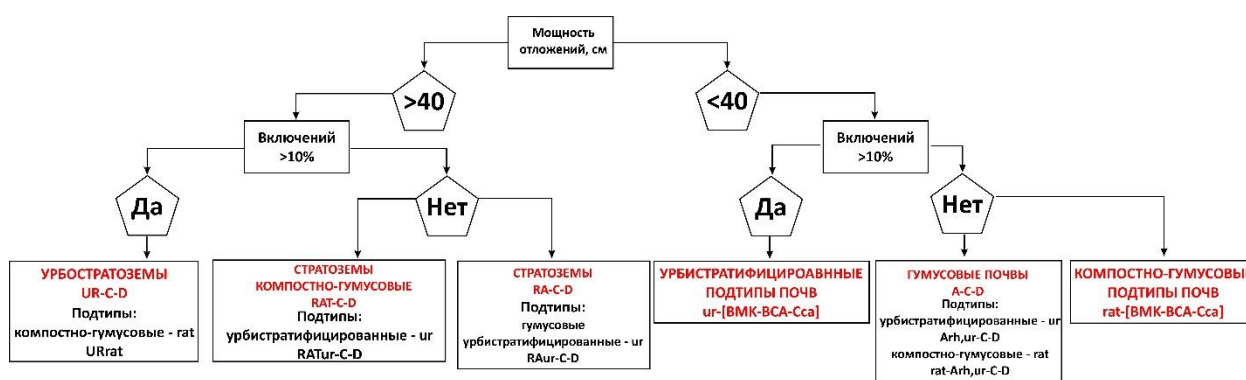 Мощность
отложений, см
>40
<40
Включений
>10%
Включений
>10%
Да
Нет
Да
Нет
УРБОСТРАТОЗЕМЫ
UR-C-D
Подтипы:
компостно-гумусовые - rat
URrat
СТРАТОЗЕМЫ
КОМПОСТНО-ГУМУСОВЫЕ
RAT-C-D
Подтипы:
урбистратифицированные - ur
RATur-C-D
СТРАТОЗЕМЫ
RA-C-D
Подтипы:
гумусовые
урбистратифицированные - ur
RAur-C-D
УРБИСТРАТИФИЦИРОАВННЫЕ
ПОДТИПЫ ПОЧВ
ur-[BMK-BCA-Cca]
ГУМУСОВЫЕ ПОЧВЫ
A-C-D
Подтипы:
урбистратифицированные - ur
Arh,ur-C-D
компостно-гумусовые - rat
rat-Arh,ur-C-D
КОМПОСТНО-ГУМУСОВЫЕ
ПОДТИПЫ ПОЧВ
rat-[BMK-BCA-Cca]